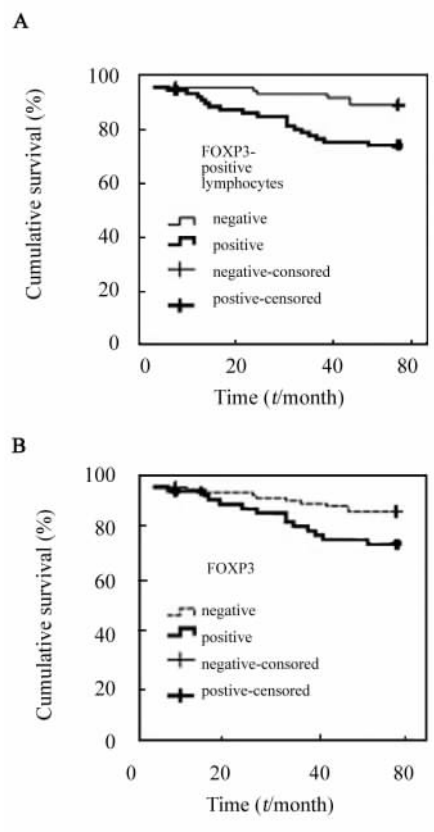 A
100
80
60
40
20
0
Cumulative survival (%)
FOXP3-
positive
lymphocytes
negative
positive
negative-consored
postive-censored
0 20 40 80
Time (t/month)
B
100
80
60
40
20
0
Cumulative survival (%)
FOXP3
negative
positive
negative-consored
postive-censored
0 20 40 80
Time (t/month)